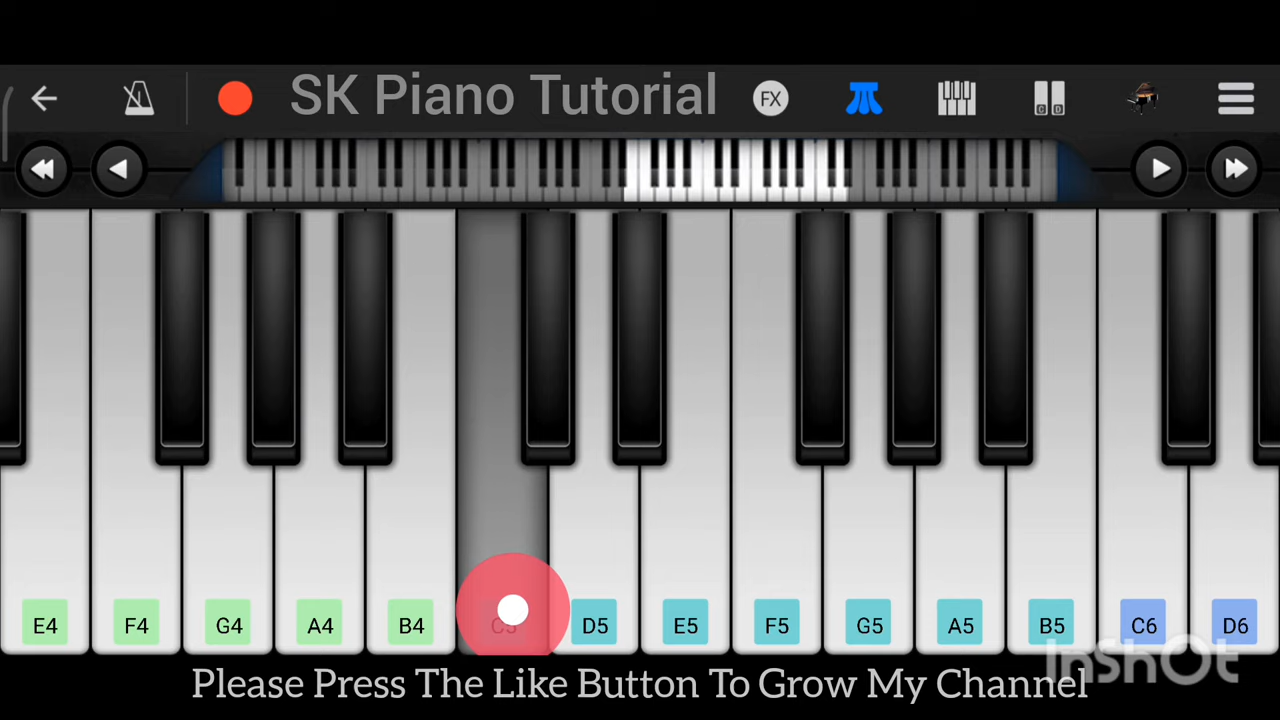 SK Piano Tutorial
FX
C D
E4 F4 G4 A4 B4 C5 D5 E5 F5 G5 A5 B5 C6 D6
InShOt
Please Press The Like Button To Grow My Channel